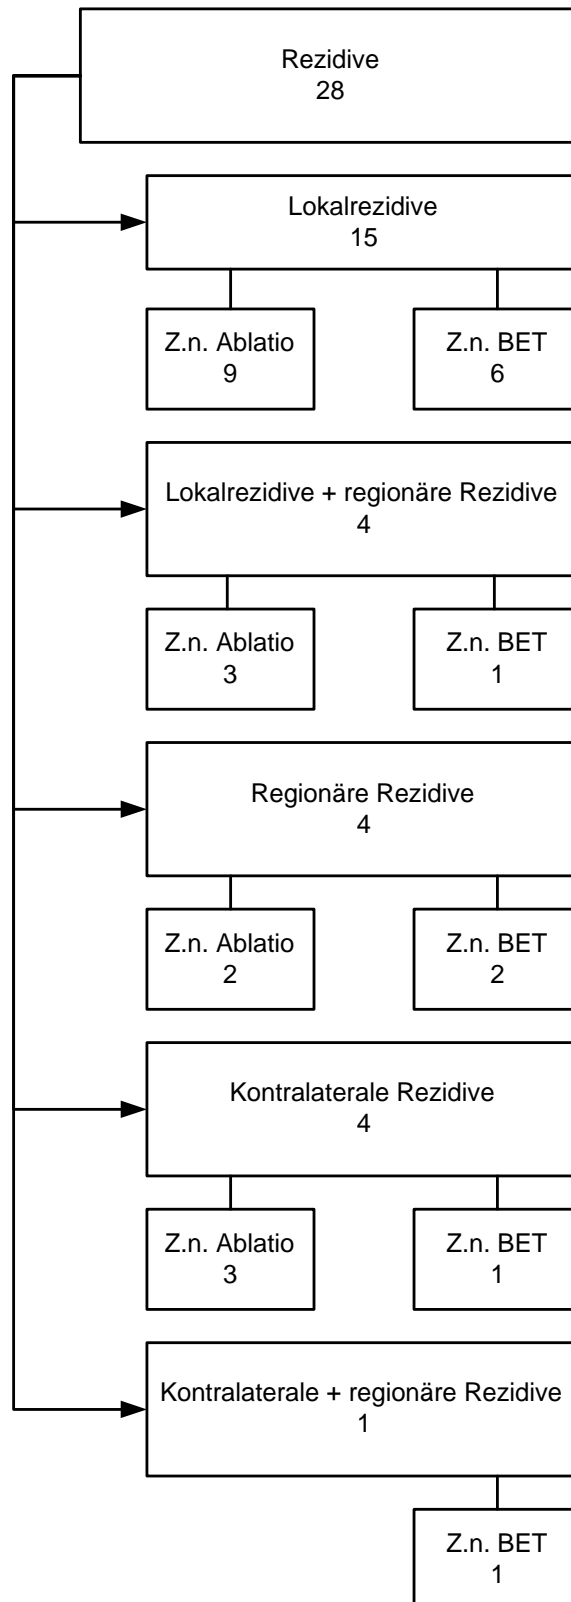 Rezidive
28
Lokalrezidive
15
Z.n. Ablatio
9
Z.n. BET
6
Lokalrezidive + regionäre Rezidive
4
Z.n. Ablatio
3
Z.n. BET
1
Regionäre Rezidive
4
Z.n. Ablatio
2
Z.n. BET
2
Kontralaterale Rezidive
4
Z.n. Ablatio
3
Z.n. BET
1
Kontralaterale + regionäre Rezidive
1
Z.n. BET
1